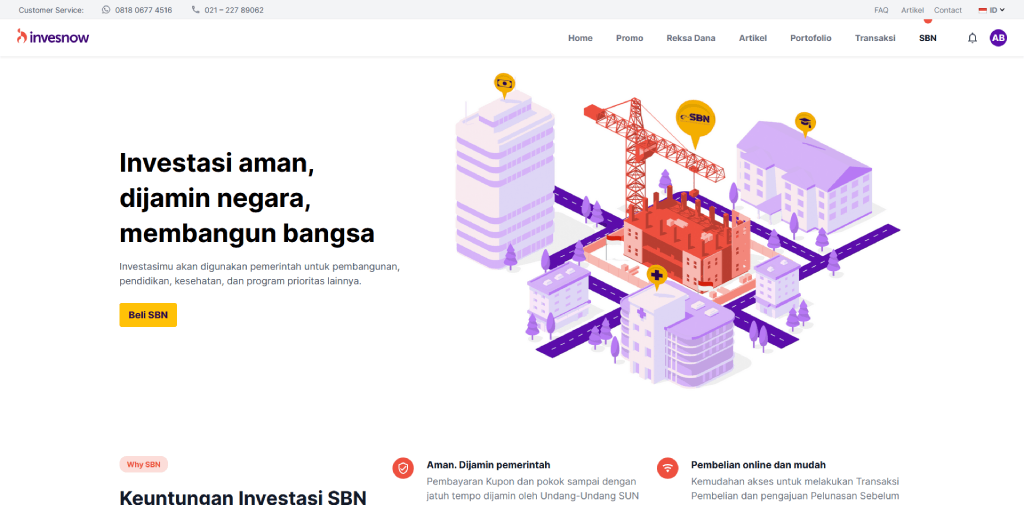 Customer Service: 0818 0677 4516 021 – 227 89062 FAQ Artikel Contact ID
invesnow Home Promo Reksa Dana Artikel Portofolio Transaksi SBN AB
e-SBN
Investasi aman,
dijamin negara,
membangun bangsa
Investasimu akan digunakan pemerintah untuk pembangunan,
pendidikan, kesehatan, dan program prioritas lainnya.
Beli SBN
Why SBN
Keuntungan Investasi SBN
Aman. Dijamin pemerintah
Pembayaran Kupon dan pokok sampai dengan
jatuh tempo dijamin oleh Undang-Undang SUN
Pembelian online dan mudah
Kemudahan akses untuk melakukan Transaksi
Pembelian dan pengajuan Pelunasan Sebelum